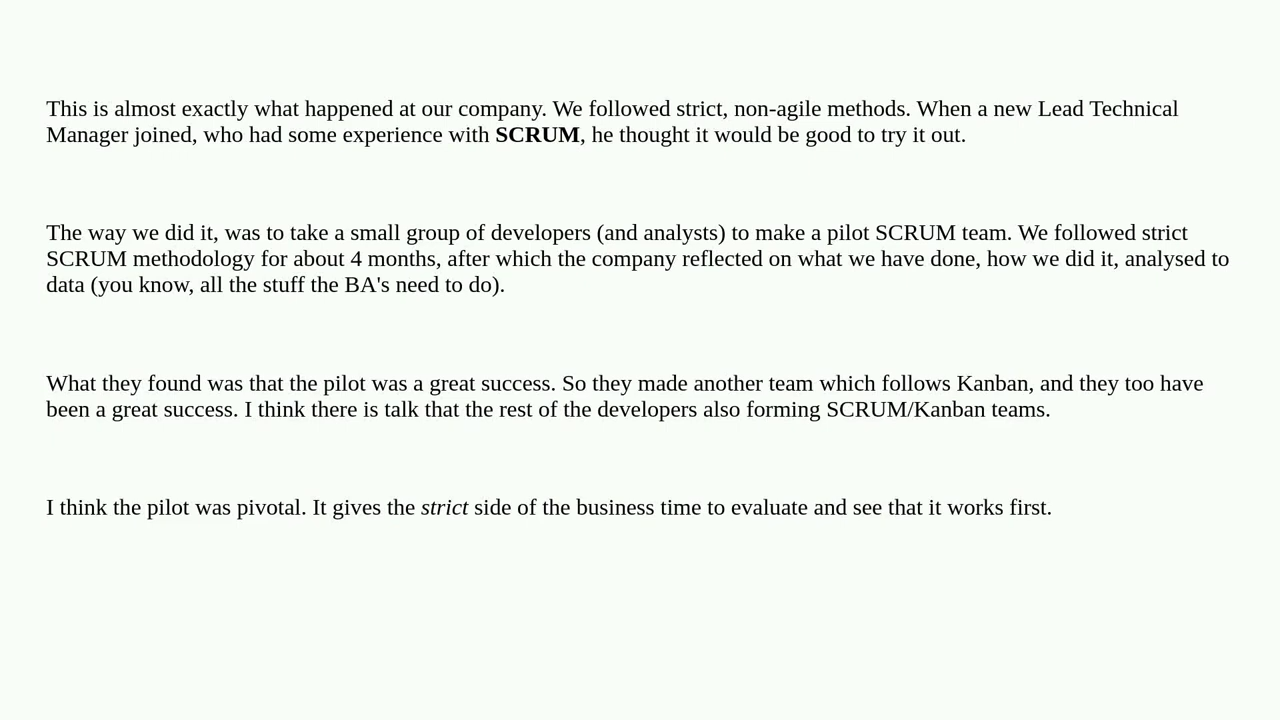 This is almost exactly what happened at our company. We followed strict, non-agile methods. When a new Lead Technical
Manager joined, who had some experience with SCRUM, he thought it would be good to try it out.
The way we did it, was to take a small group of developers (and analysts) to make a pilot SCRUM team. We followed strict
SCRUM methodology for about 4 months, after which the company reflected on what we have done, how we did it, analysed to
data (you know, all the stuff the BA's need to do).
What they found was that the pilot was a great success. So they made another team which follows Kanban, and they too have
been a great success. I think there is talk that the rest of the developers also forming SCRUM/Kanban teams.
I think the pilot was pivotal. It gives the strict side of the business time to evaluate and see that it works first.